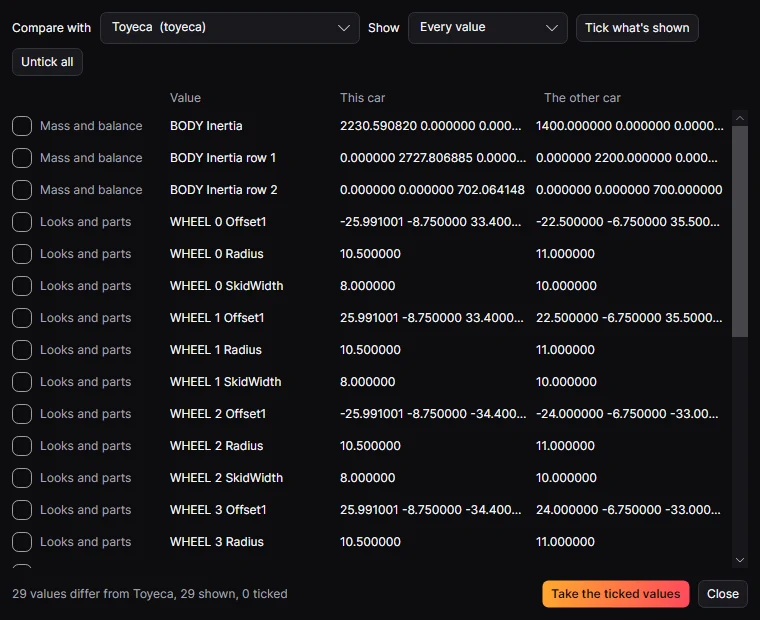 Compare with Toyeca (toyeca) Show Every value Tick what's shown
Untick all
Value This car The other car
Mass and balance BODY Inertia 2230.590820 0.000000 0.000... 1400.000000 0.000000 0.0000...
Mass and balance BODY Inertia row 1 0.000000 2727.806885 0.0000... 0.000000 2200.000000 0.000...
Mass and balance BODY Inertia row 2 0.000000 0.000000 702.064148 0.000000 0.000000 700.000000
Looks and parts WHEEL 0 Offset1 -25.991001 -8.750000 33.400... -22.500000 -6.750000 35.500...
Looks and parts WHEEL 0 Radius 10.500000 11.000000
Looks and parts WHEEL 0 SkidWidth 8.000000 10.000000
Looks and parts WHEEL 1 Offset1 25.991001 -8.750000 33.4000... 22.500000 -6.750000 35.5000...
Looks and parts WHEEL 1 Radius 10.500000 11.000000
Looks and parts WHEEL 1 SkidWidth 8.000000 10.000000
Looks and parts WHEEL 2 Offset1 -25.991001 -8.750000 -34.400... -24.000000 -6.750000 -33.00...
Looks and parts WHEEL 2 Radius 10.500000 11.000000
Looks and parts WHEEL 2 SkidWidth 8.000000 10.000000
Looks and parts WHEEL 3 Offset1 25.991001 -8.750000 -34.400... 24.000000 -6.750000 -33.000...
Looks and parts WHEEL 3 Radius 10.500000 11.000000
29 values differ from Toyeca, 29 shown, 0 ticked Take the ticked values Close